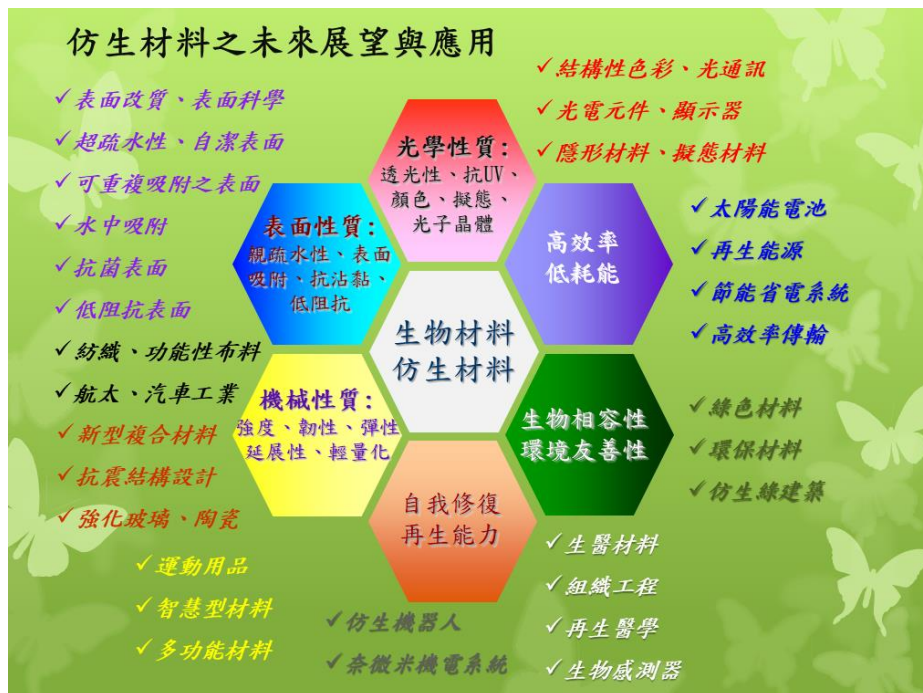 仿生材料之未來展望與應用
✓表面改質、表面科學
✓超疏水性、自潔表面
✓可重複吸附之表面
✓水中吸附
✓抗菌表面
✓低阻抗表面
✓紡織、功能性布料
✓航太、汽車工業
✓新型複合材料
✓抗震結構設計
✓強化玻璃、陶瓷
✓運動用品
✓智慧型材料
✓多功能材料
光學性質:
透光性、抗UV、
顏色、擬態、
光子晶體
表面性質:
親疏水性、表面
吸附、抗沾黏、
低阻抗
高效率
低耗能
生物材料
仿生材料
機械性質:
強度、韌性、彈性
延展性、輕量化
生物相容性
環境友善性
自我修復
再生能力
✓結構性色彩、光通訊
✓光電元件、顯示器
✓隱形材料、擬態材料
✓太陽能電池
✓再生能源
✓節能省電系統
✓高效率傳輸
✓綠色材料
✓環保材料
✓仿生綠建築
✓生醫材料
✓組織工程
✓再生醫學
✓生物感測器
✓仿生機器人
✓奈微米機電系統